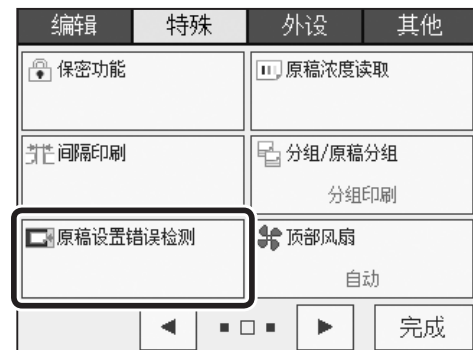 编辑 特殊 外设 其他
保密功能 原稿浓度读取
间隔印刷 分组/原稿分组
分组印刷
原稿设置错误检测 顶部风扇
自动
完成